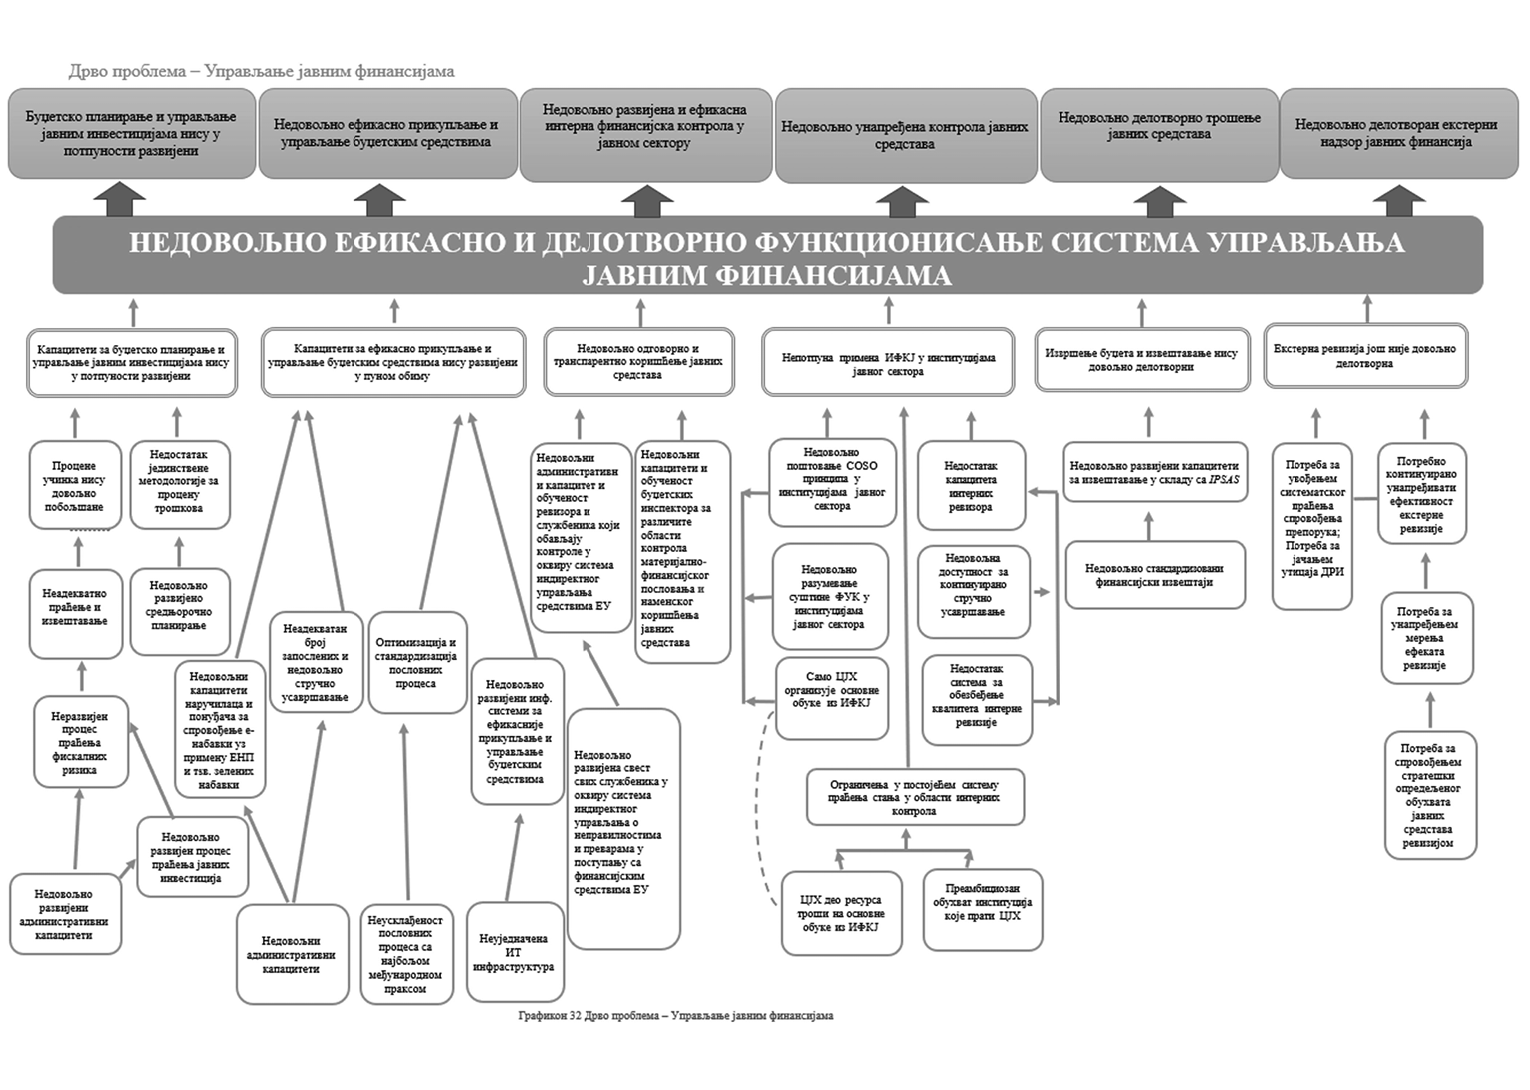 Дрво проблема – Управљање јавним финансијама
Буџетско планирање и управљање
јавним инвестицијама нису у
потпуности развијени
Недовољно ефикасно прикупљање и
управљање буџетским средствима
Недовољно развијена и ефикасна
интерна финансијска контрола у
јавном сектору
Недовољно унапређена контрола јавних
средстава
Недовољно делотворно трошење
јавних средстава
Недовољно делотворан екстерни
надзор јавних финансија
НЕДОВОЉНО ЕФИКАСНО И ДЕЛОТВОРНО ФУНКЦИОНИСАЊЕ СИСТЕМА УПРАВЉАЊА
ЈАВНИМ ФИНАНСИЈАМА
Капацитети за буџетско планирање и
управљање јавним инвестицијама нису
у потпуности развијени
Капацитети за ефикасно прикупљање и
управљање буџетским средствима нису развијени
у пуном обиму
Недовољно одговорно и
транспарентно коришћење јавних
средстава
Непотпуна примена ИФКЈ у институцијама
јавног сектора
Извршење буџета и извештавање нису
довољно делотворни
Екстерна ревизија још није довољно
делотворна
Процене
учинка нису
довољно
побољшане
Недостатак
јединствене
методологије за
процену
трошкова
Неадекватно
праћење и
извештавање
Недовољно
развијено
средњорочно
планирање
Неразвијен
процес
праћења
фискалних
ризика
Недовољно
развијен процес
праћења јавних
инвестиција
Недовољно
развијени
административни
капацитети
Недовољни
капацитети
наручилаца и
понуђача за
спровођење е-
набавки уз
примену ЕНП
и тзв. зелених
набавки
Неадекватан
број
запослених и
недовољно
стручно
усавршавање
Оптимизација и
стандардизација
пословних
процеса
Недовољно
развијени инф.
системи за
ефикасније
прикупљање и
управљање
буџетским
средствима
Недовољни
административни
капацитети
Неусклађеност
пословних
процеса са
најбољом
међународном
праксом
Неуједначена
ИТ
инфраструктура
Недовољни
административн
и капацитет и
обученост
ревизора и
службеника који
обављају
контроле у
оквиру система
индиректног
управљања
средствима ЕУ
Недовољни
капацитети и
обученост
буџетских
инспектора за
различите
области
контрола
материјално-
финансијског
пословања и
наменског
коришћења
јавних
средстава
Недовољно
развијена свест
свих службеника у
оквиру система
индиректног
управљања о
неправилностима
и преварама у
поступању са
финансијским
средствима ЕУ
Недовољно
поштовање COSO
принципа у
институцијама јавног
сектора
Недовољно
разумевање
суштине ФУК у
институцијама
јавног сектора
Само ЦЈХ
организује основне
обуке из ИФКЈ
Недостатак
капацитета
интерних
ревизора
Недовољна
доступност за
континуирано
стручно
усавршавање
Недостатак
система за
обезбеђење
квалитета интерне
ревизије
Ограничења у постојећем систему
праћења стања у области интерних
контрола
ЦЈХ део ресурса
троши на основне
обуке из ИФКЈ
Преамбициозан
обухват институција
које прати ЦЈХ
Недовољно развијени капацитети
за извештавање у складу са IPSAS
Недовољно стандардизовани
финансијски извештаји
Потреба за
увођењем
систематског
праћења
спровођења
препорука;
Потреба за
јачањем
утицаја ДРИ
Потребно
континуирано
унапређивати
ефективност
екстерне
ревизије
Потреба за
унапређењем
мерења
ефеката
ревизије
Потреба за
спровођењем
стратешки
опредељеног
обухвата
јавних
средстава
ревизијом
Графикон 32 Дрво проблема – Управљање јавним финансијама